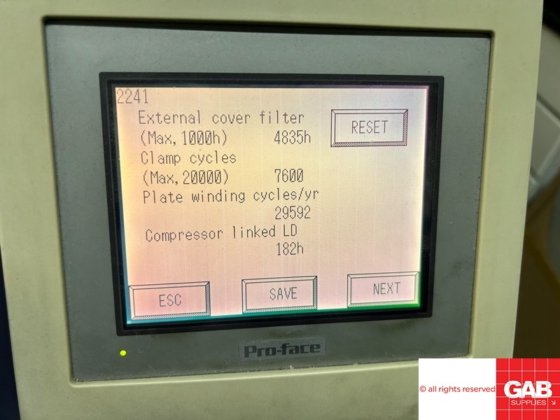 2241
External cover filter
(Max,1000h) 4835h
RESET
Clamp cycles
(Max,20000) 7600
Plate winding cycles/yr
29592
Compressor linked LD
182h
ESC SAVE NEXT
Pro-face
© all rights reserved
GAB
SUPPLIES